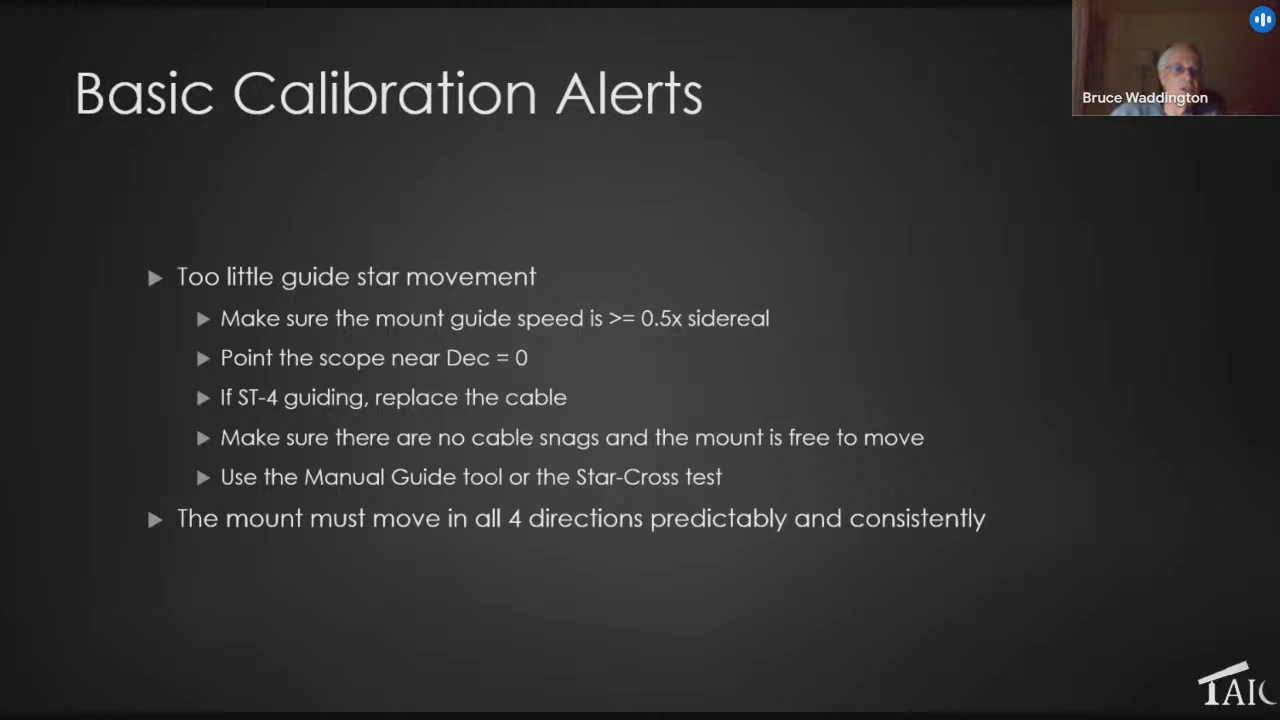 Basic Calibration Alerts
Bruce Waddington
Too little guide star movement
Make sure the mount guide speed is >= 0.5x sidereal
Point the scope near Dec = 0
If ST-4 guiding, replace the cable
Make sure there are no cable snags and the mount is free to move
Use the Manual Guide tool or the Star-Cross test
The mount must move in all 4 directions predictably and consistently
TAIC